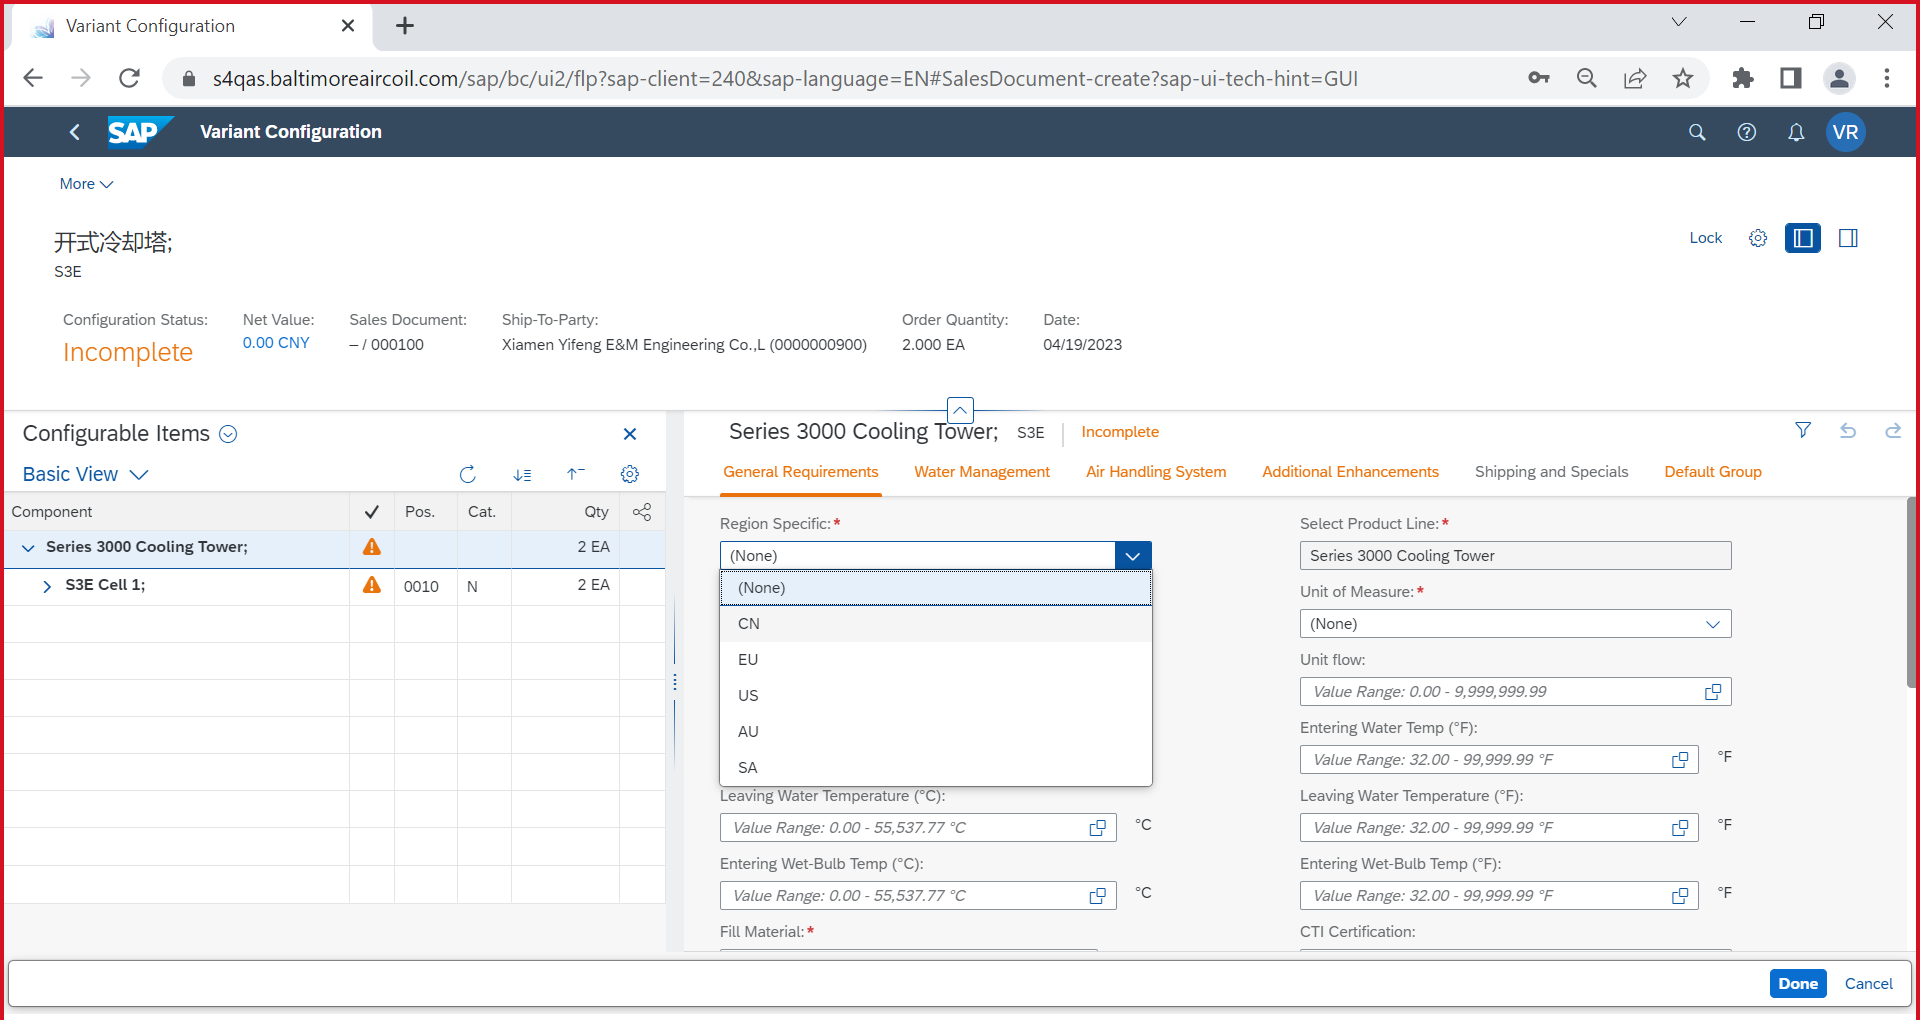 Variant Configuration
s4qas.baltimoreaircoil.com/sap/bc/ui2/flp?sap-client=240&sap-language=EN#SalesDocument-create?sap-ui-tech-hint=GUI
SAP Variant Configuration VR
More
开式冷却塔;
S3E
Lock
Configuration Status: Net Value: Sales Document: Ship-To-Party: Order Quantity: Date:
Incomplete 0.00 CNY – / 000100 Xiamen Yifeng E&M Engineering Co.,L (0000000900) 2.000 EA 04/19/2023
Configurable Items
Basic View
Component Pos. Cat. Qty
Series 3000 Cooling Tower; 2 EA
S3E Cell 1; 0010 N 2 EA
Series 3000 Cooling Tower; S3E Incomplete
General Requirements Water Management Air Handling System Additional Enhancements Shipping and Specials Default Group
Region Specific:* Select Product Line:*
(None) Series 3000 Cooling Tower
(None) Unit of Measure:*
CN (None)
EU Unit flow:
US Value Range: 0.00 - 9,999,999.99
AU Entering Water Temp (°F):
SA Value Range: 32.00 - 99,999.99 °F °F
Leaving Water Temperature (°C): Leaving Water Temperature (°F):
Value Range: 0.00 - 55,537.77 °C °C Value Range: 32.00 - 99,999.99 °F °F
Entering Wet-Bulb Temp (°C): Entering Wet-Bulb Temp (°F):
Value Range: 0.00 - 55,537.77 °C °C Value Range: 32.00 - 99,999.99 °F °F
Fill Material:* CTI Certification:
Done Cancel